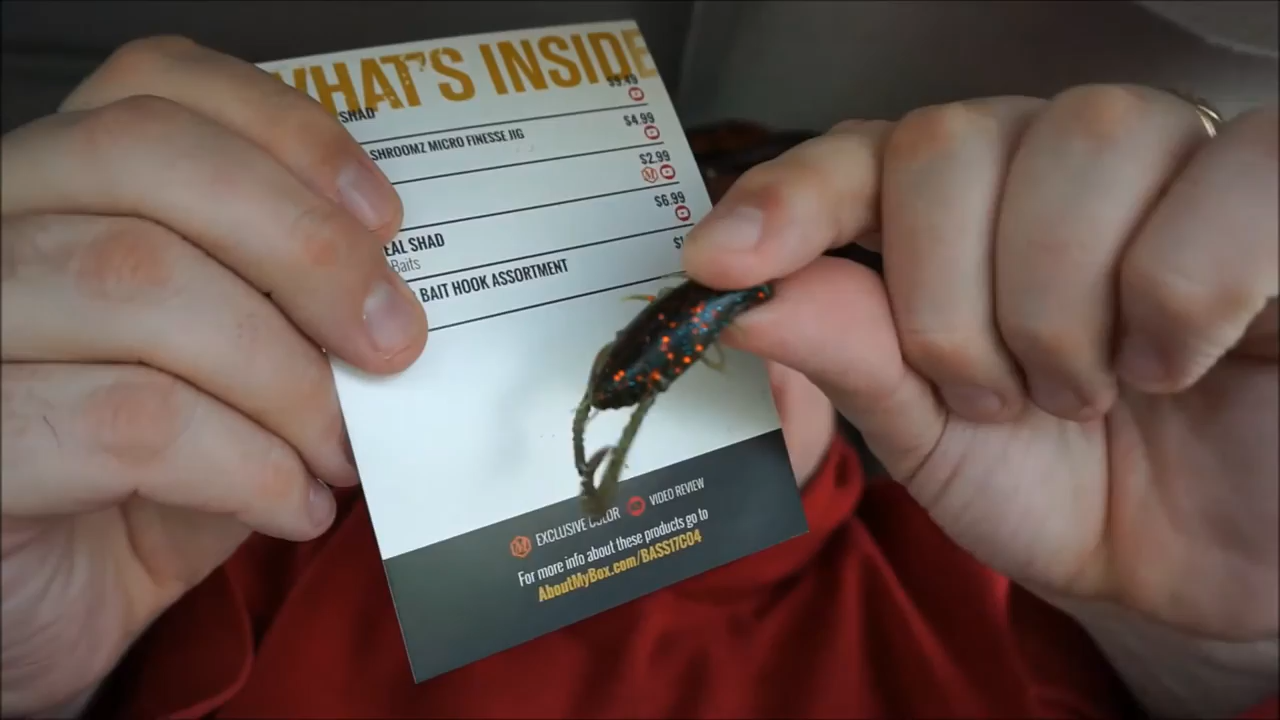 WHAT'S INSIDE
$9.49
SHAD
$4.99
SHROOMZ MICRO FINESSE JIG
$2.99
$6.99
EAL SHAD
Baits
BAIT HOOK ASSORTMENT
EXCLUSIVE COLOR VIDEO REVIEW
For more info about these products go to
AboutMyBox.com/BASS17C04